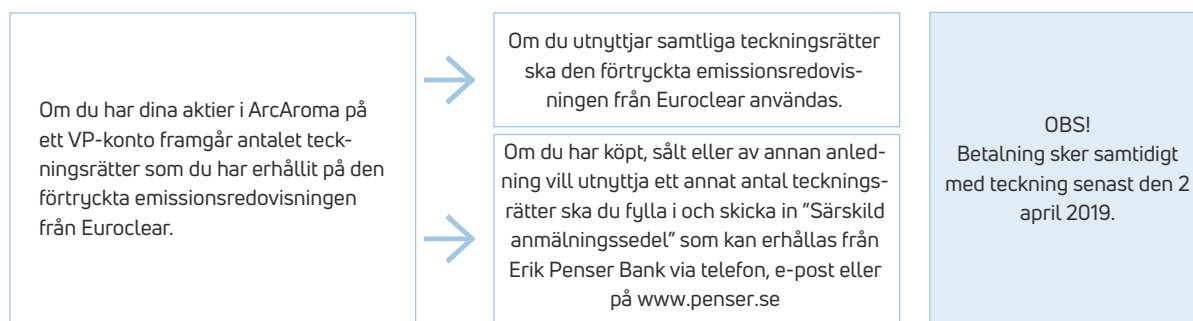 Om du har dina aktier i ArcAroma på
ett VP-konto framgår antalet teck-
ningsrätter som du har erhållit på den
förtryckta emissionsredovisningen
från Euroclear.
Om du utnyttjar samtliga teckningsrätter
ska den förtryckta emissionsredovis-
ningen från Euroclear användas.
Om du har köpt, sålt eller av annan anled-
ning vill utnyttja ett annat antal tecknings-
rätter ska du fylla i och skicka in ”Särskild
anmälningssedel” som kan erhållas från
Erik Penser Bank via telefon, e-post eller
på www.penser.se
OBS!
Betalning sker samtidigt
med teckning senast den 2
april 2019.